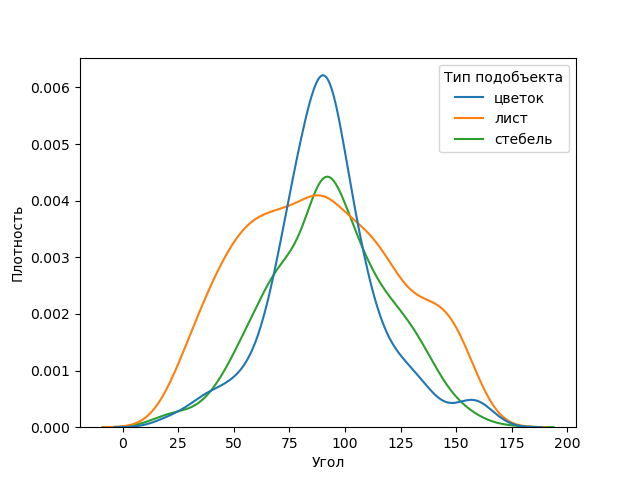 Тип подобъекта
цветок
лист
стебель
0.006
0.005
0.004
0.003
0.002
0.001
0.000
Плотность
0 25 50 75 100 125 150 175 200
Угол